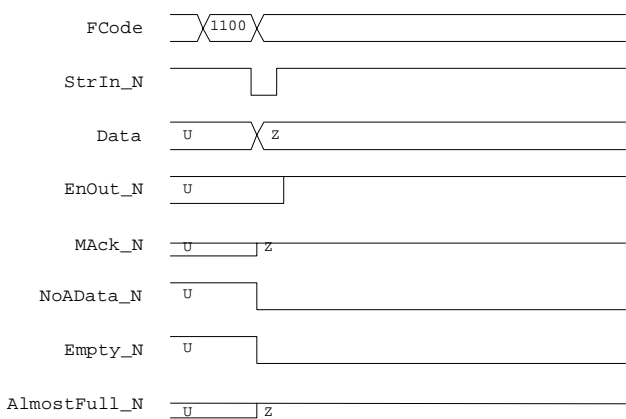 FCode 1100
StrIn_N
Data U Z
EnOut_N U
MAck_N U Z
NoAData_N U
Empty_N U
AlmostFull_N U Z